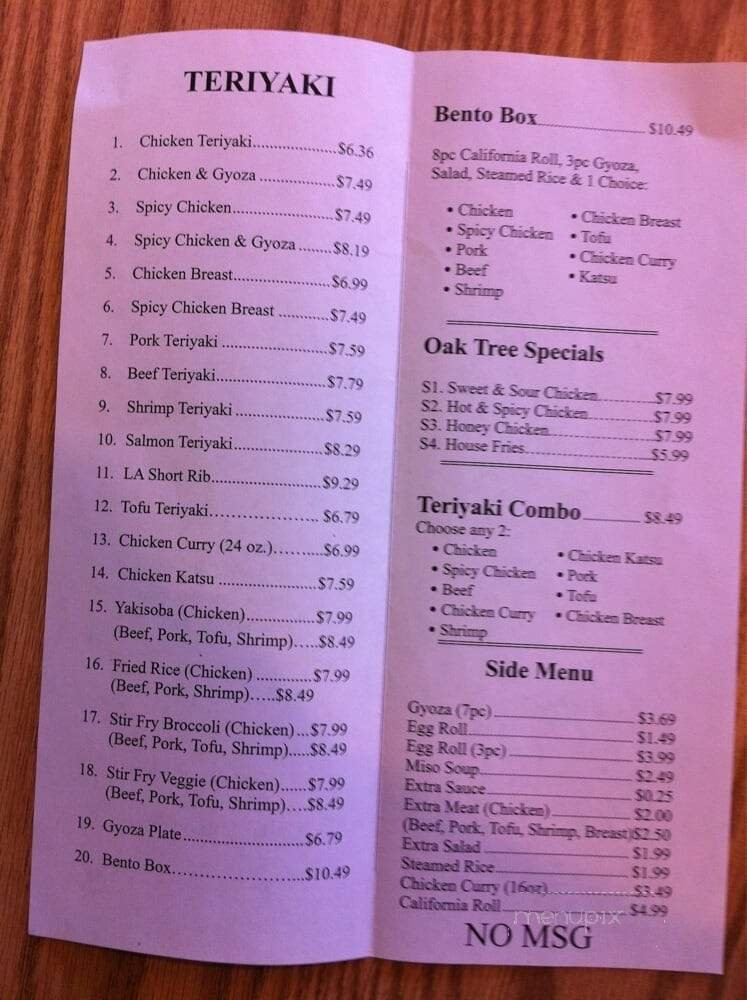 TERIYAKI
1. Chicken Teriyaki....................$6.36
2. Chicken & Gyoza ..................$7.49
3. Spicy Chicken........................$7.49
4. Spicy Chicken & Gyoza ........$8.19
5. Chicken Breast.......................$6.99
6. Spicy Chicken Breast ............$7.49
7. Pork Teriyaki .........................$7.59
8. Beef Teriyaki..........................$7.79
9. Shrimp Teriyaki .....................$7.59
10. Salmon Teriyaki.....................$8.29
11. LA Short Rib..........................$9.29
12. Tofu Teriyaki........................ $6.79
13. Chicken Curry (24 oz.)...........$6.99
14. Chicken Katsu .......................$7.59
15. Yakisoba (Chicken)................$7.99
(Beef, Pork, Tofu, Shrimp).....$8.49
16. Fried Rice (Chicken) .............$7.99
(Beef, Pork, Shrimp)......$8.49
17. Stir Fry Broccoli (Chicken)...$7.99
(Beef, Pork, Tofu, Shrimp).....$8.49
18. Stir Fry Veggie (Chicken)......$7.99
(Beef, Pork, Tofu, Shrimp)....$8.49
19. Gyoza Plate............................$6.79
20. Bento Box.............................$10.49
Bento Box........................$10.49
8pc California Roll, 3pc Gyoza,
Salad, Steamed Rice & 1 Choice:
• Chicken • Chicken Breast
• Spicy Chicken • Tofu
• Pork • Chicken Curry
• Beef • Katsu
• Shrimp
Oak Tree Specials
S1. Sweet & Sour Chicken............$7.99
S2. Hot & Spicy Chicken..............$7.99
S3. Honey Chicken.......................$7.99
S4. House Fries............................$5.99
Teriyaki Combo............$8.49
Choose any 2:
• Chicken • Chicken Katsu
• Spicy Chicken • Pork
• Beef • Tofu
• Chicken Curry • Chicken Breast
• Shrimp
Side Menu
Gyoza (7pc)..............................$3.69
Egg Roll...................................$1.49
Egg Roll (3pc)..........................$3.99
Miso Soup................................$2.49
Extra Sauce..............................$0.25
Extra Meat (Chicken)...............$2.00
(Beef, Pork, Tofu, Shrimp, Breast)$2.50
Extra Salad..............................$1.99
Steamed Rice...........................$1.99
Chicken Curry (16oz)...............$3.49
California Roll.........................$4.99
menupix
NO MSG